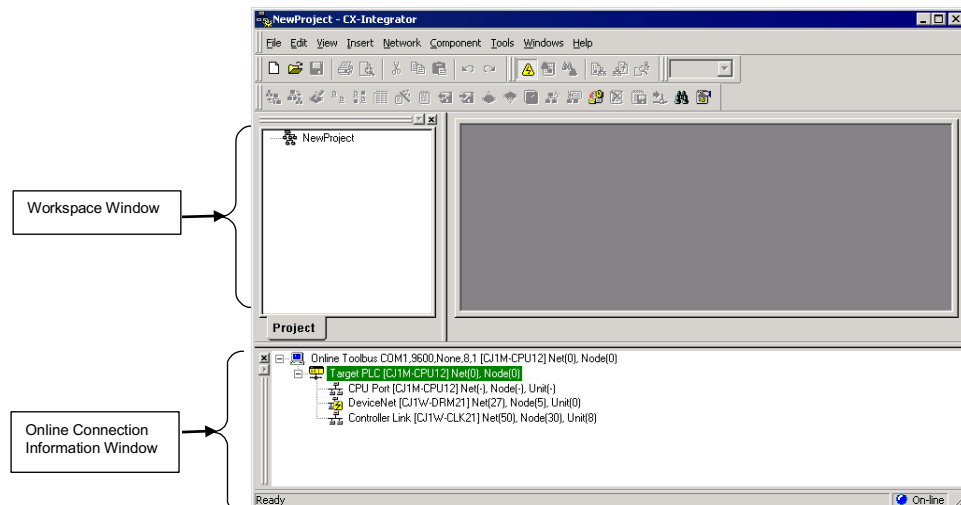 NewProject - CX-Integrator
File Edit View Insert Network Component Tools Windows Help
NewProject
Workspace Window
Project
Online Toolbus COM1,9600,None,8,1 [CJ1M-CPU12] Net(0), Node(0)
Target PLC [CJ1M-CPU12] Net(0), Node(0)
CPU Port [CJ1M-CPU12] Net(-), Node(-), Unit(-)
DeviceNet [CJ1W-DRM21] Net(27), Node(5), Unit(0)
Controller Link [CJ1W-CLK21] Net(50), Node(30), Unit(8)
Online Connection
Information Window
Ready
On-line